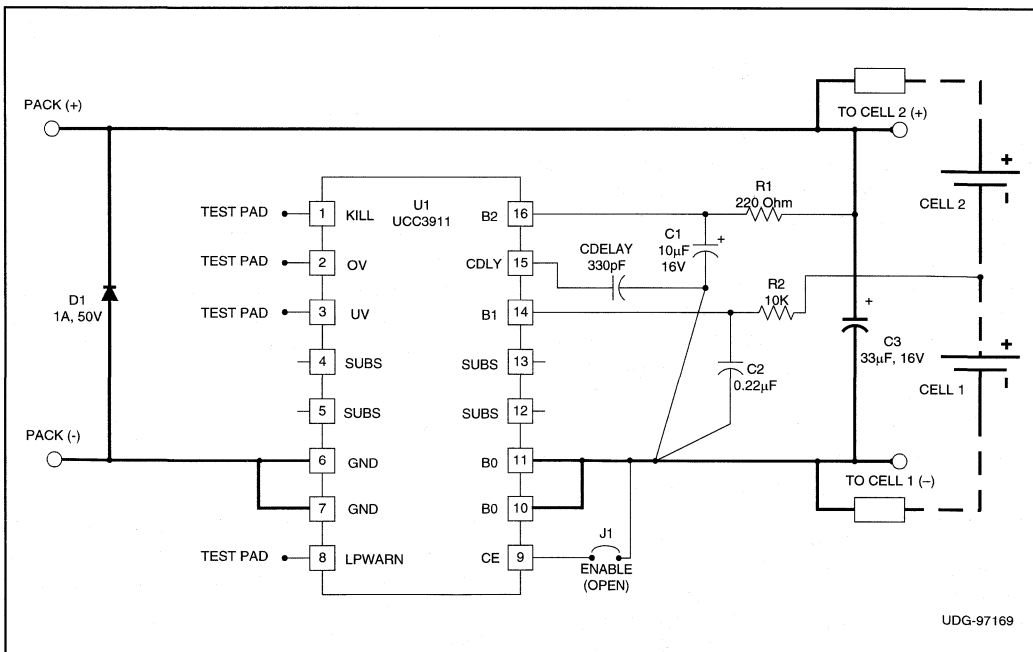 PACK (+)
TO CELL 2 (+)
R1
220 Ohm
U1
UCC3911
TEST PAD
1
KILL
B2
16
C1
10µF
16V
+
CELL 2
+
CDELAY
330pF
TEST PAD
2
OV
CDLY
15
R2
10K
D1
1A, 50V
TEST PAD
3
UV
B1
14
+
C3
33µF, 16V
+
4
SUBS
SUBS
13
C2
0.22µF
CELL 1
5
SUBS
SUBS
12
PACK (-)
6
GND
B0
11
TO CELL 1 (–)
7
GND
B0
10
J1
TEST PAD
8
LPWARN
CE
9
ENABLE
(OPEN)
UDG-97169